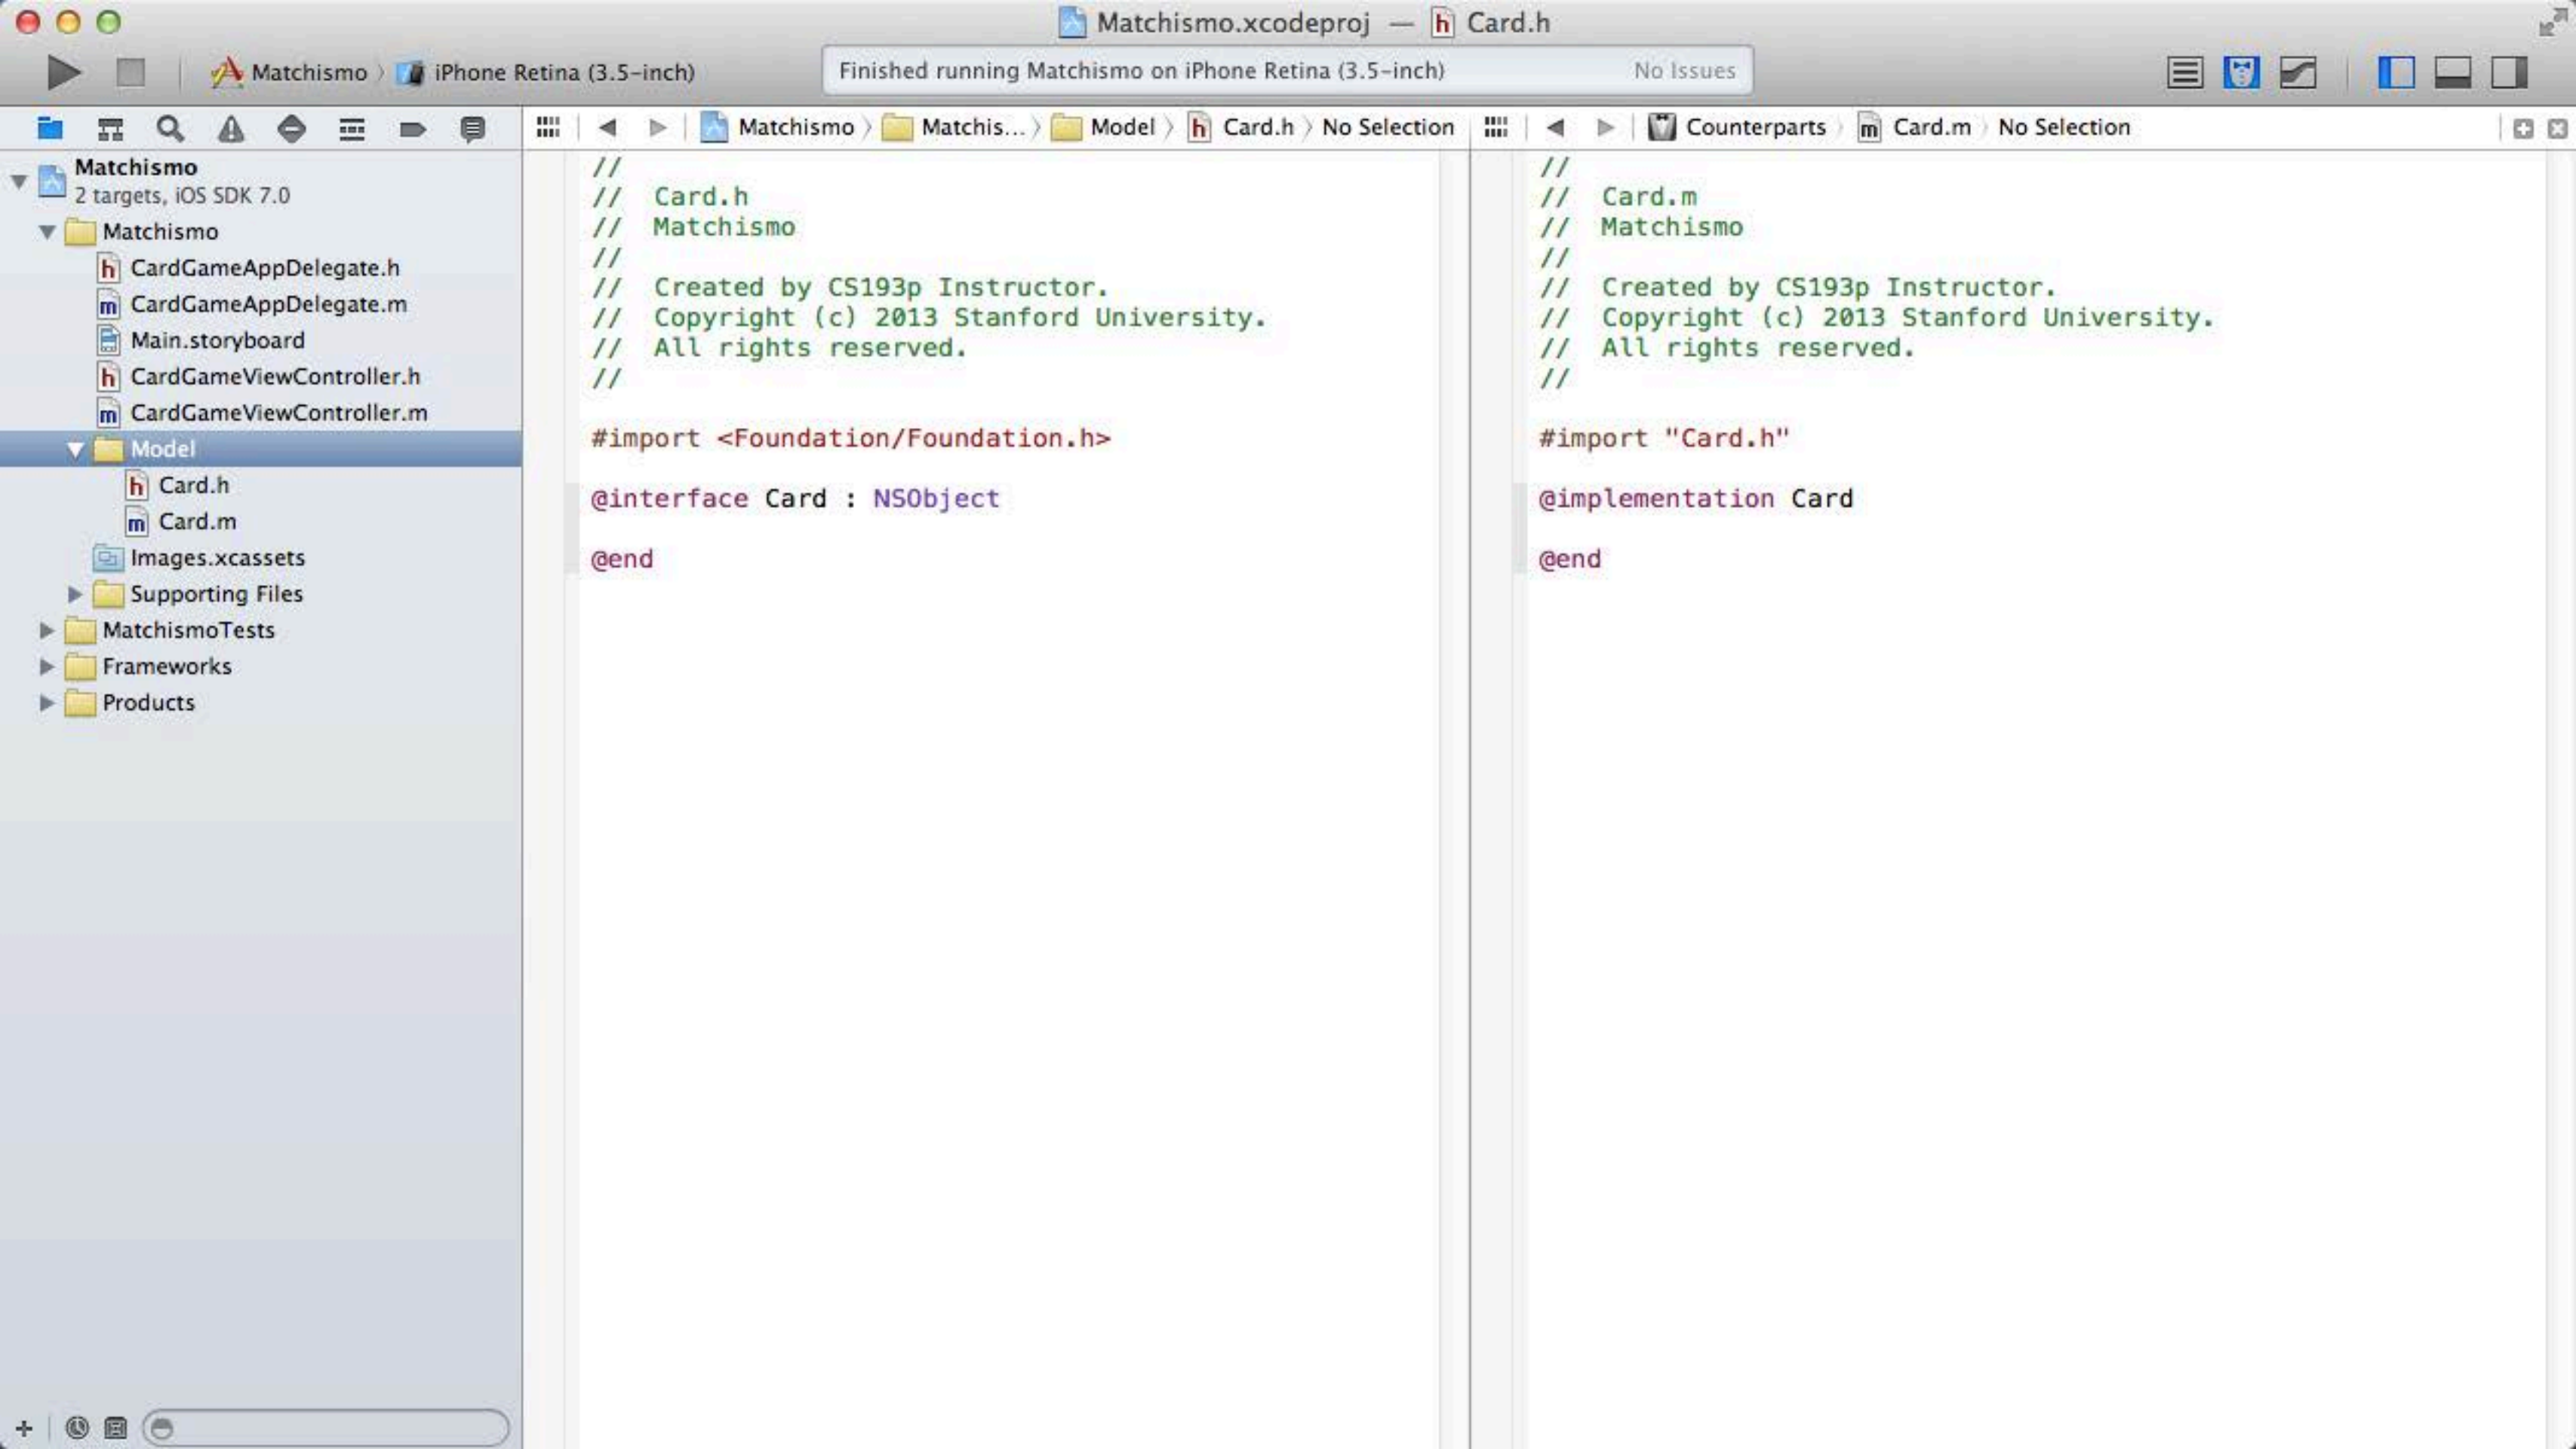 Matchismo.xcodeproj — Card.h
Matchismo iPhone Retina (3.5-inch)
Finished running Matchismo on iPhone Retina (3.5-inch) No Issues
Matchismo Matchis... Model Card.h No Selection
Counterparts Card.m No Selection
Matchismo
2 targets, iOS SDK 7.0
Matchismo
CardGameAppDelegate.h
CardGameAppDelegate.m
Main.storyboard
CardGameViewController.h
CardGameViewController.m
Model
Card.h
Card.m
Images.xcassets
Supporting Files
MatchismoTests
Frameworks
Products
//
//  Card.h
//  Matchismo
//
//  Created by CS193p Instructor.
//  Copyright (c) 2013 Stanford University.
//  All rights reserved.
//
#import <Foundation/Foundation.h>
@interface Card : NSObject
@end
//
//  Card.m
//  Matchismo
//
//  Created by CS193p Instructor.
//  Copyright (c) 2013 Stanford University.
//  All rights reserved.
//
#import "Card.h"
@implementation Card
@end